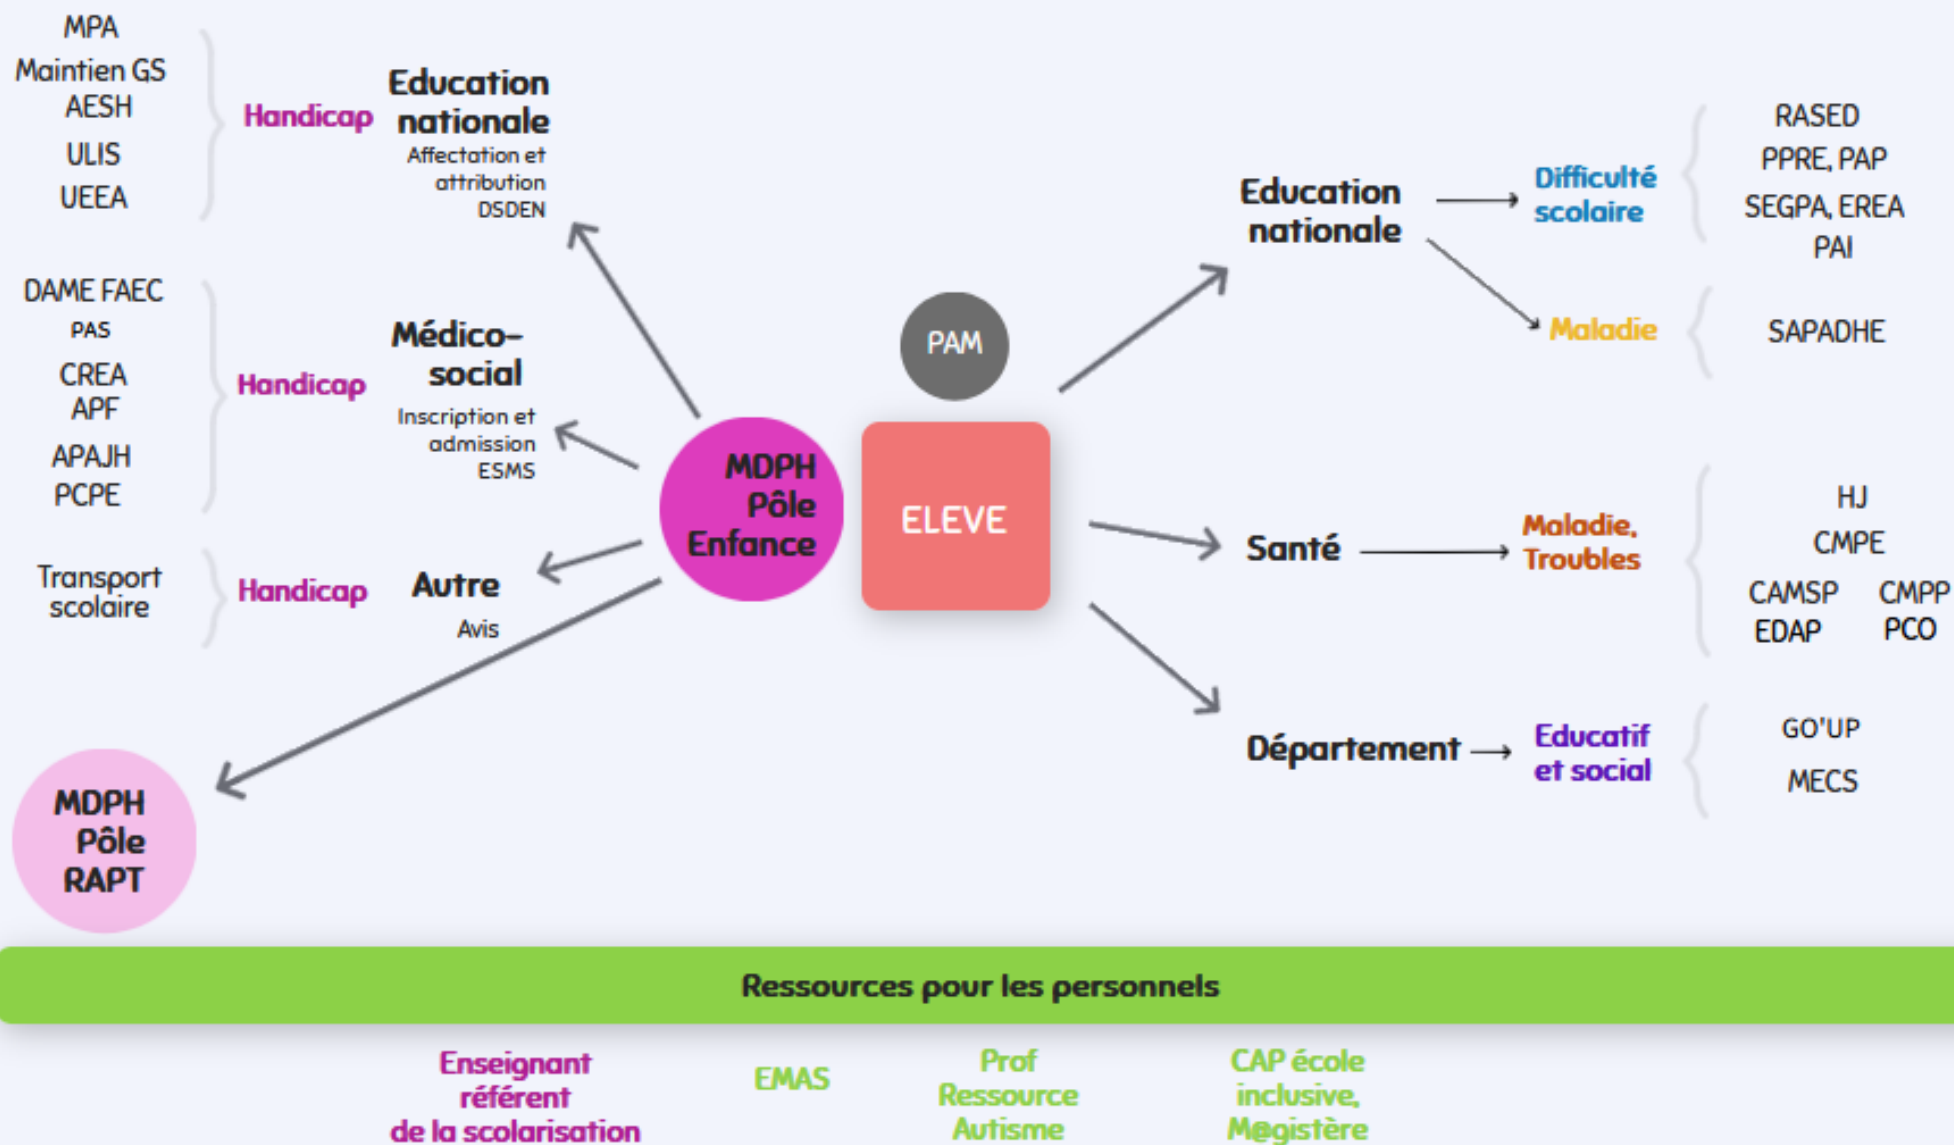 MPA
Maintien GS
AESH
ULIS
UEEA
Handicap
Education
nationale
Affectation et
attribution
DSDEN
DAME FAEC
PAS
CREA
APF
APAJH
PCPE
Handicap
Médico-
social
Inscription et
admission
ESMS
Transport
scolaire
Handicap
Autre
Avis
MDPH
Pôle
Enfance
MDPH
Pôle
RAPT
PAM
ELEVE
Education
nationale
Difficulté
scolaire
RASED
PPRE, PAP
SEGPA, EREA
PAI
Maladie
SAPADHE
Santé
Maladie,
Troubles
HJ
CMPE
CAMSP CMPP
EDAP PCO
Département
Educatif
et social
GO'UP
MECS
Ressources pour les personnels
Enseignant
référent
de la scolarisation
EMAS
Prof
Ressource
Autisme
CAP école
inclusive,
M@gistère